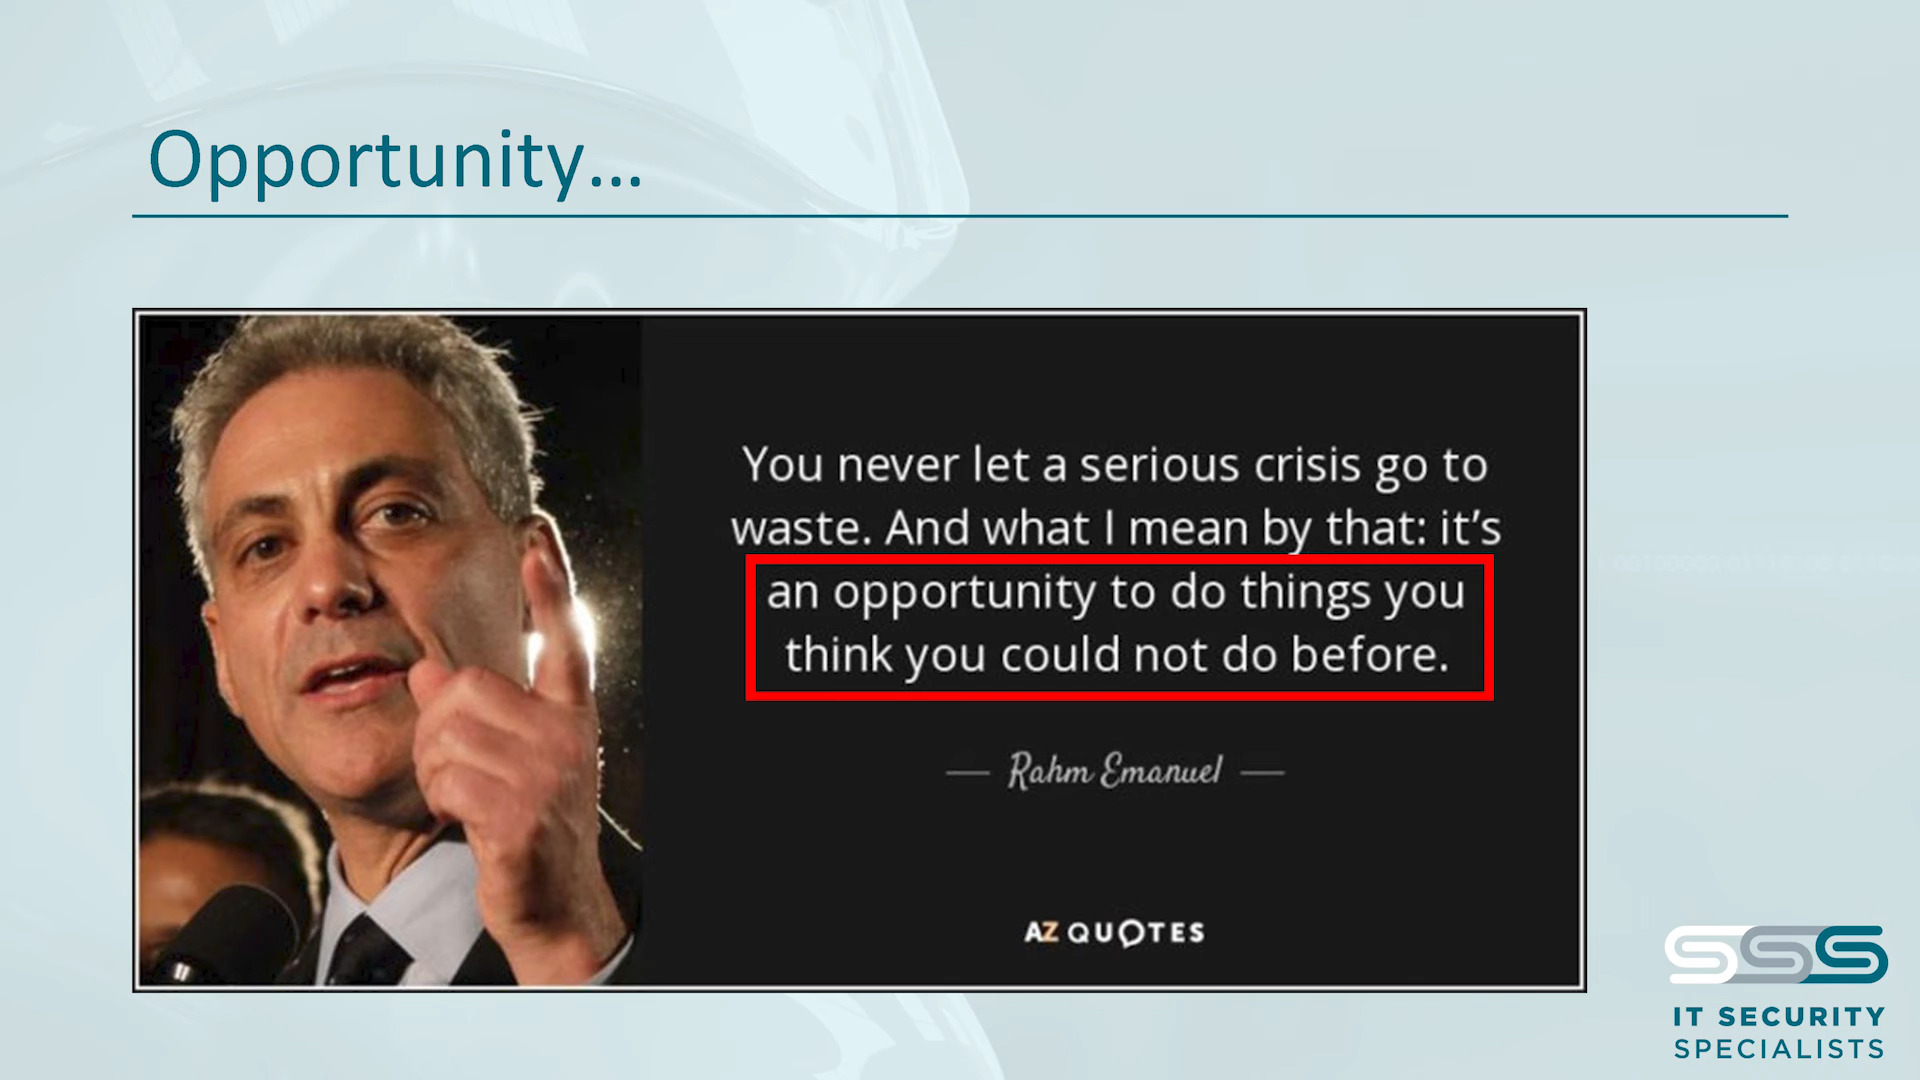 Opportunity...
You never let a serious crisis go to
waste. And what I mean by that: it's
an opportunity to do things you
think you could not do before.
— Rahm Emanuel —
AZ QUOTES
SSS
IT SECURITY
SPECIALISTS